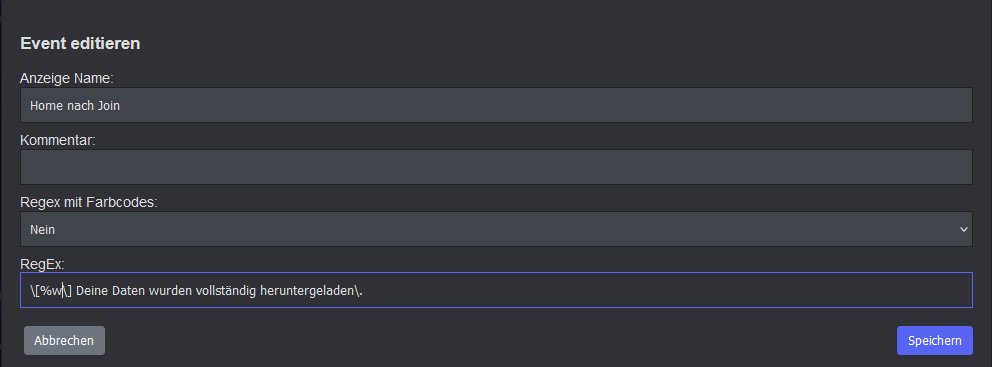 Event editieren
Anzeige Name:
Home nach Join
Kommentar:
Regex mit Farbcodes:
Nein
RegEx:
\[%w\] Deine Daten wurden vollständig heruntergeladen\.
Abbrechen Speichern